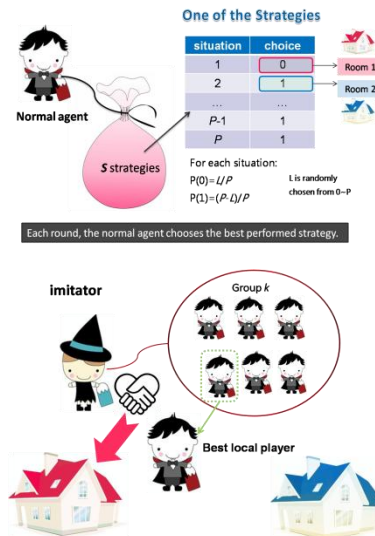 One of the Strategies
situation choice
1 0
Room 1
2 1
Room 2
... ...
P-1 1
P 1
Normal agent
S strategies
For each situation:
P(0)=L/P
P(1)=(P-L)/P
L is randomly
chosen from 0~P
Each round, the normal agent chooses the best performed strategy.
imitator
Group k
Best local player